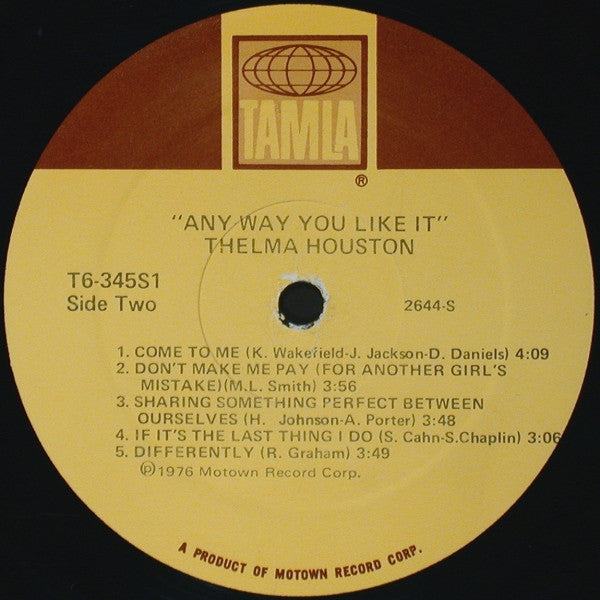 TAMLA
®
"ANY WAY YOU LIKE IT"
THELMA HOUSTON
T6-345S1
Side Two
2644-S
1. COME TO ME (K. Wakefield-J. Jackson-D. Daniels) 4:09
2. DON'T MAKE ME PAY (FOR ANOTHER GIRL'S
MISTAKE)(M.L. Smith) 3:56
3. SHARING SOMETHING PERFECT BETWEEN
OURSELVES (H. Johnson-A. Porter) 3:48
4. IF IT'S THE LAST THING I DO (S. Cahn-S.Chaplin) 3:06
5. DIFFERENTLY (R. Graham) 3:49
℗1976 Motown Record Corp.
A PRODUCT OF MOTOWN RECORD CORP.